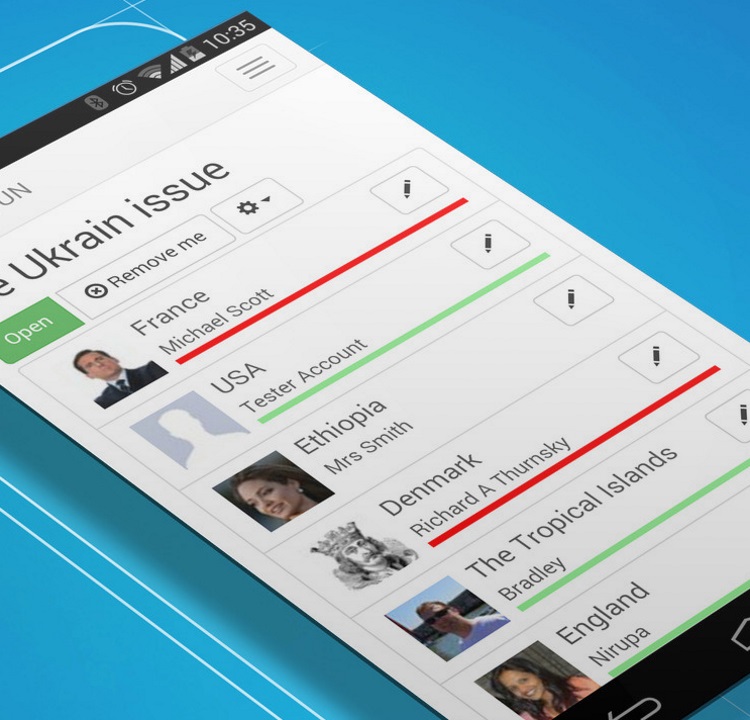 10:35
UN
e Ukrain issue
Open
Remove me
France
Michael Scott
USA
Tester Account
Ethiopia
Mrs Smith
Denmark
Richard A Thurnsky
The Tropical Islands
Bradley
England
Nirupa